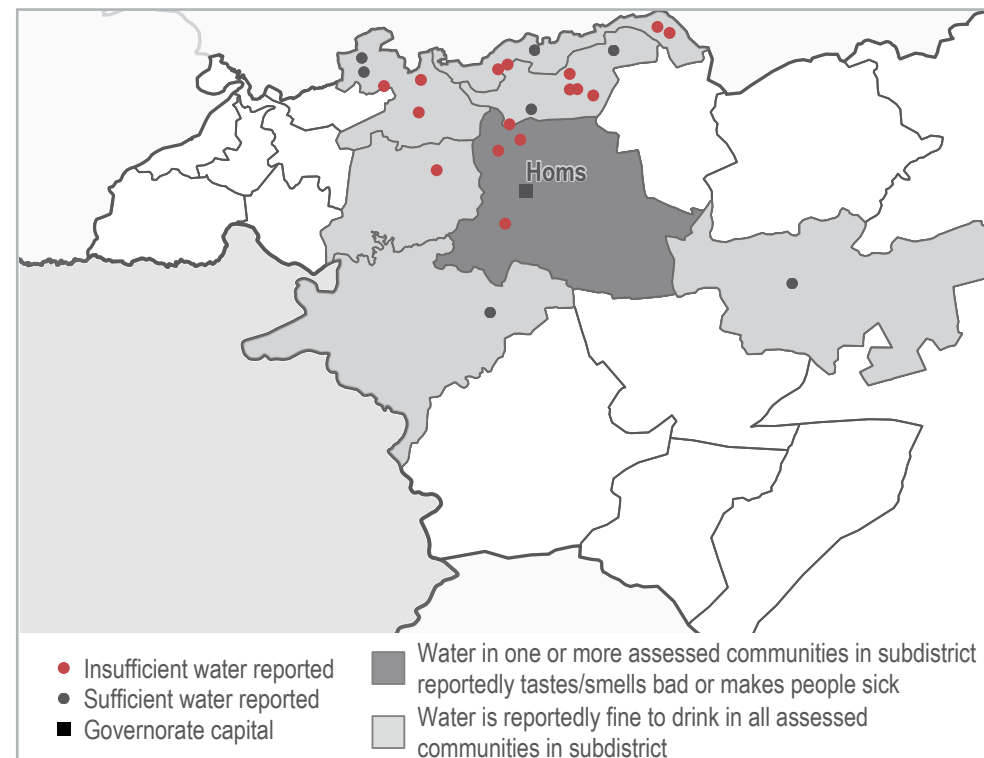 Homs
Insufficient water reported
Sufficient water reported
Governorate capital
Water in one or more assessed communities in subdistrict
reportedly tastes/smells bad or makes people sick
Water is reportedly fine to drink in all assessed
communities in subdistrict